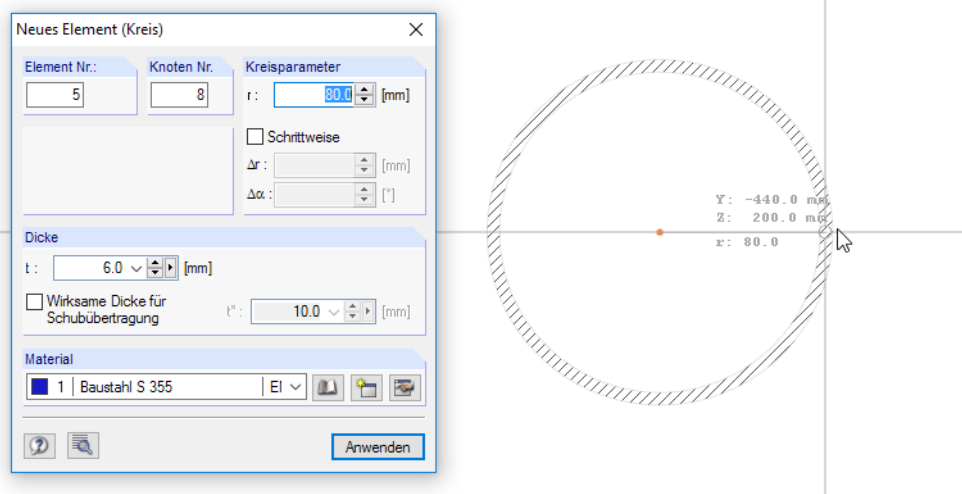 Neues Element (Kreis)
Element Nr.:
5
Knoten Nr.
8
Kreisparameter
r :
80.0
[mm]
Schrittweise
Δr :
[mm]
Δα :
[°]
Dicke
t :
6.0
[mm]
Wirksame Dicke für
Schubübertragung
t* :
10.0
[mm]
Material
1
Baustahl S 355
El
Anwenden
Y: -440.0 mm
Z: 200.0 mm
r: 80.0